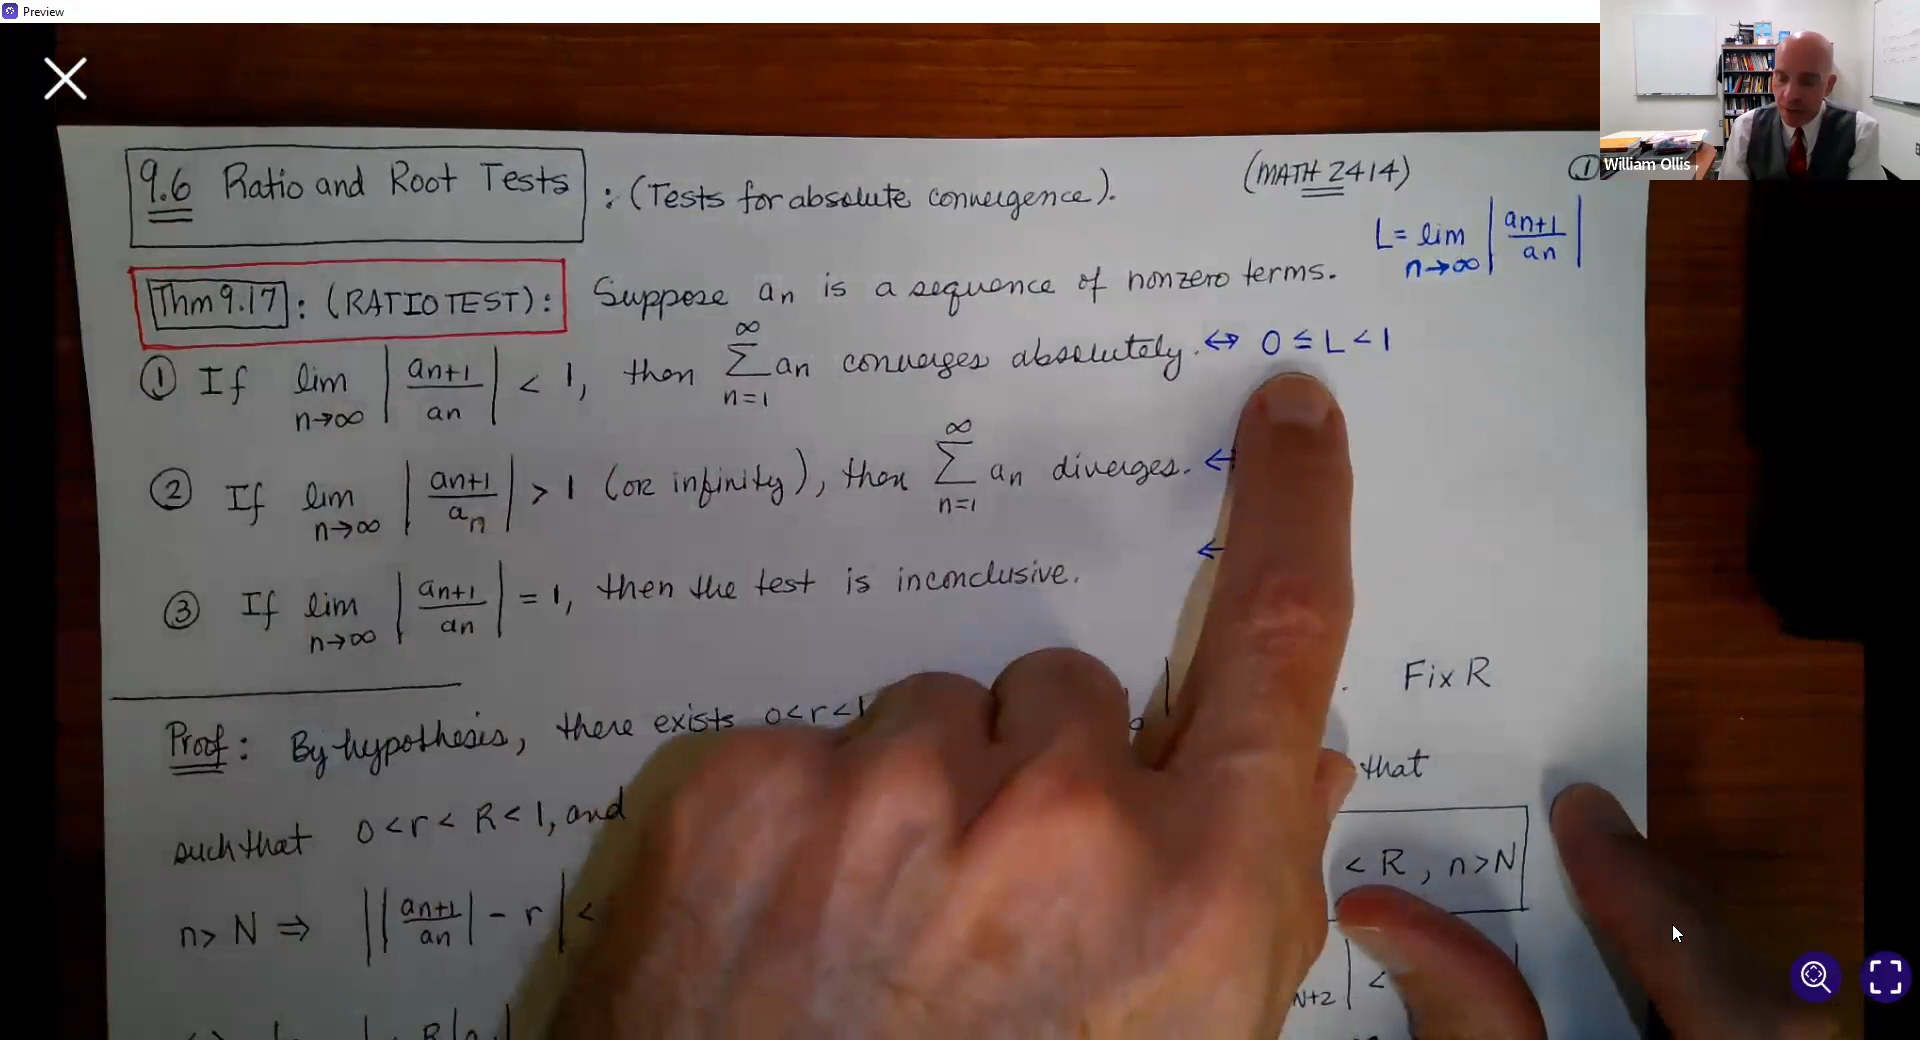 Preview
William Ollis
9.6 Ratio and Root Tests : (Tests for absolute convergence). (MATH 2414) ①
L = lim n→∞ |an+1/an|
Thm 9.17 : (RATIO TEST) : Suppose an is a sequence of nonzero terms.
① If lim n→∞ |an+1/an| < 1, then ∑ n=1 ∞ an converges absolutely. ↔ 0 ≤ L < 1
② If lim n→∞ |an+1/an| > 1 (or infinity), then ∑ n=1 ∞ an diverges. ↔
③ If lim n→∞ |an+1/an| = 1, then the test is inconclusive. ←
Proof : By hypothesis, there exists 0<r<1 Fix R
such that 0<r<R<1, and that
n>N ⇒ ||an+1/an| - r| < < R, n>N
N+2| <